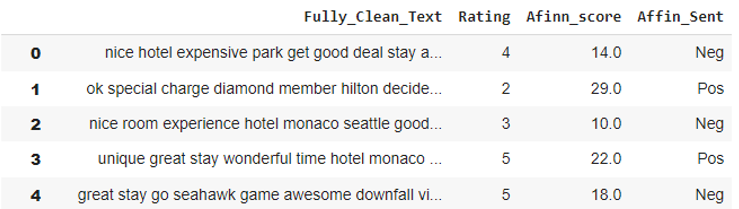 Fully_Clean_Text Rating Afinn_score Affin_Sent
0 nice hotel expensive park get good deal stay a... 4 14.0 Neg
1 ok special charge diamond member hilton decide... 2 29.0 Pos
2 nice room experience hotel monaco seattle good... 3 10.0 Neg
3 unique great stay wonderful time hotel monaco ... 5 22.0 Pos
4 great stay go seahawk game awesome downfall vi... 5 18.0 Neg